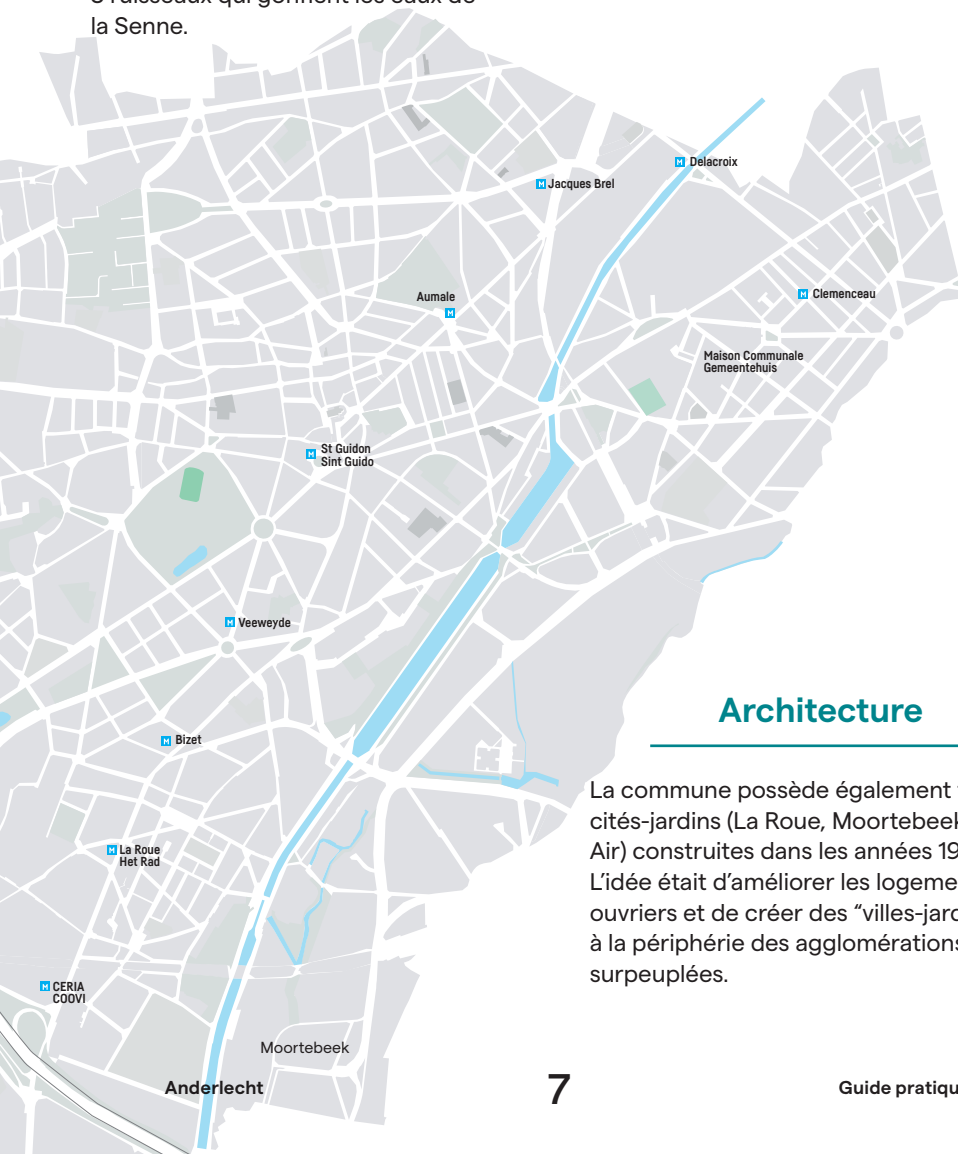 la Senne.
Delacroix
Jacques Brel
Clemenceau
Aumale
Maison Communale
Gemeentehuis
St Guidon
Sint Guido
Veeweyde
Bizet
La Roue
Het Rad
CERIA
COOVI
Moortebeek
Architecture
La commune possède également
cités-jardins (La Roue, Moortebeek
Air) construites dans les années 19
L’idée était d’améliorer les logeme
ouvriers et de créer des “villes-jard
à la périphérie des agglomérations
surpeuplées.
Anderlecht
7
Guide pratiqu